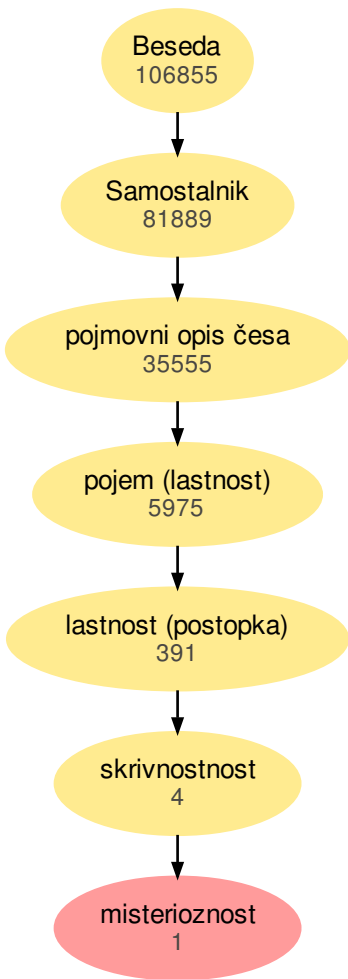 Beseda
106855
Samostalnik
81889
pojmovni opis česa
35555
pojem (lastnost)
5975
lastnost (postopka)
391
skrivnostnost
4
misterioznost
1